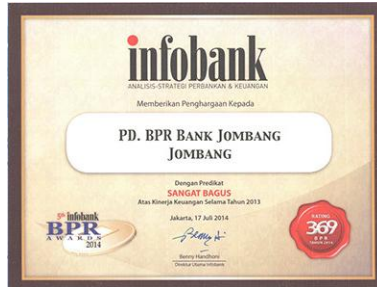 infobank
ANALISIS-STRATEGI PERBANKAN & KEUANGAN
Memberikan Penghargaan Kepada
PD. BPR BANK JOMBANG
JOMBANG
Dengan Predikat
SANGAT BAGUS
Atas Kinerja Keuangan Selama Tahun 2013
Jakarta, 17 Juli 2014
5th infobank
BPR
AWARDS
2014
Benny Handhoni
Direktur Utama Infobank
RATING
369
BPR